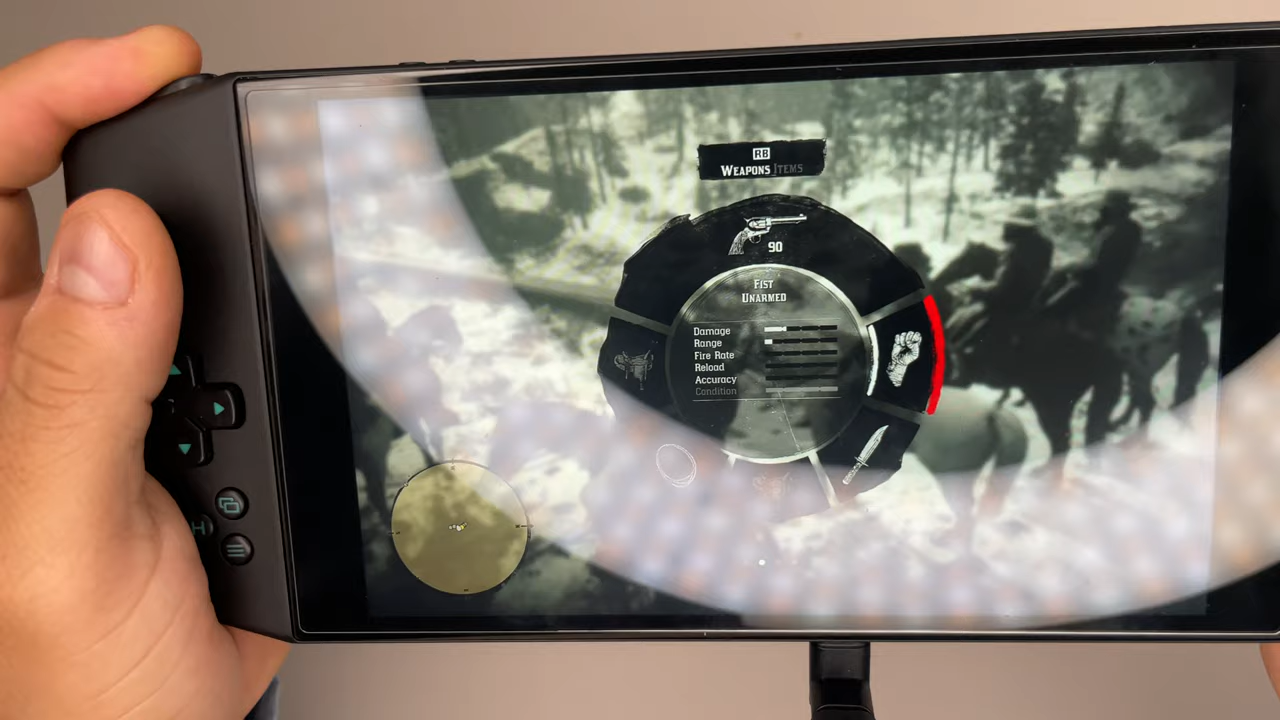 RB
WEAPONS ITEMS
90
FIST
UNARMED
Damage
Range
Fire Rate
Reload
Accuracy
Condition
H